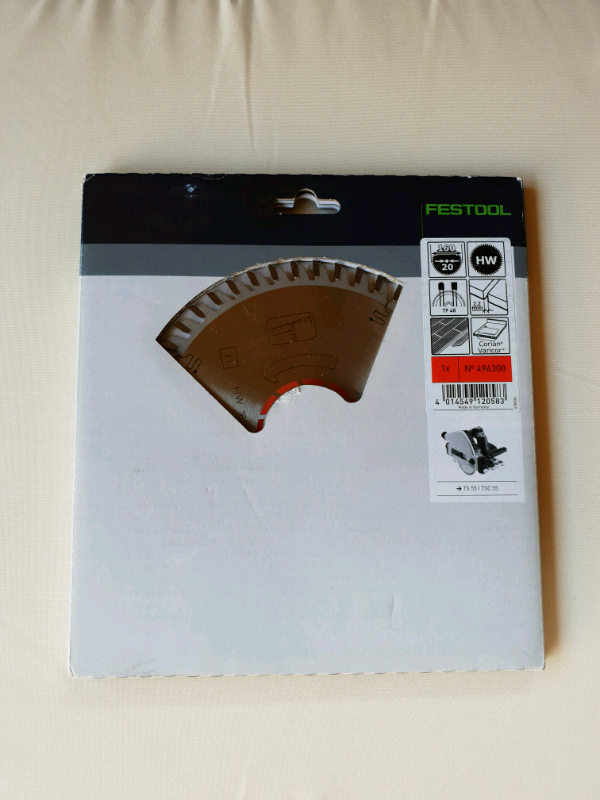 FESTOOL
160
20
HW
TF 48
Corian®
Varicor®
1x
Nº 496308
4 014549 120583
Made in Germany
➔ TS 55 / TSC 55
HW